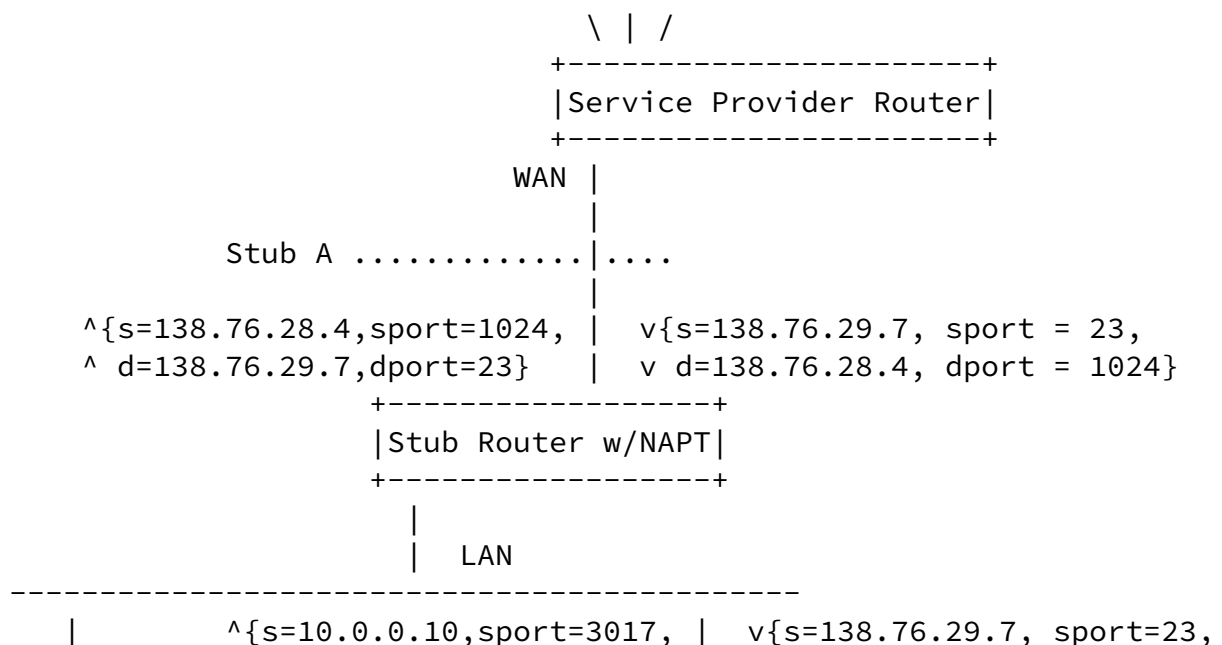 \ | /
+-----------------------+
|Service Provider Router|
+-----------------------+
WAN |
|
Stub A .............|....
|
^{s=138.76.28.4,sport=1024, | v{s=138.76.29.7, sport = 23,
^ d=138.76.29.7,dport=23} | v d=138.76.28.4, dport = 1024}
+------------------+
|Stub Router w/NAPT|
+------------------+
|
| LAN
--------------------------------------------
| ^{s=10.0.0.10,sport=3017, | v{s=138.76.29.7, sport=23,